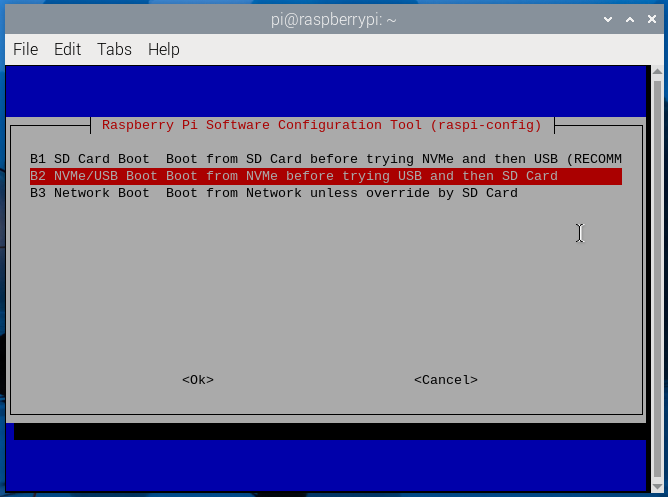 pi@raspberrypi: ~
File Edit Tabs Help
Raspberry Pi Software Configuration Tool (raspi-config)
B1 SD Card Boot Boot from SD Card before trying NVMe and then USB (RECOMM
B2 NVMe/USB Boot Boot from NVMe before trying USB and then SD Card
B3 Network Boot Boot from Network unless override by SD Card
<Ok> <Cancel>